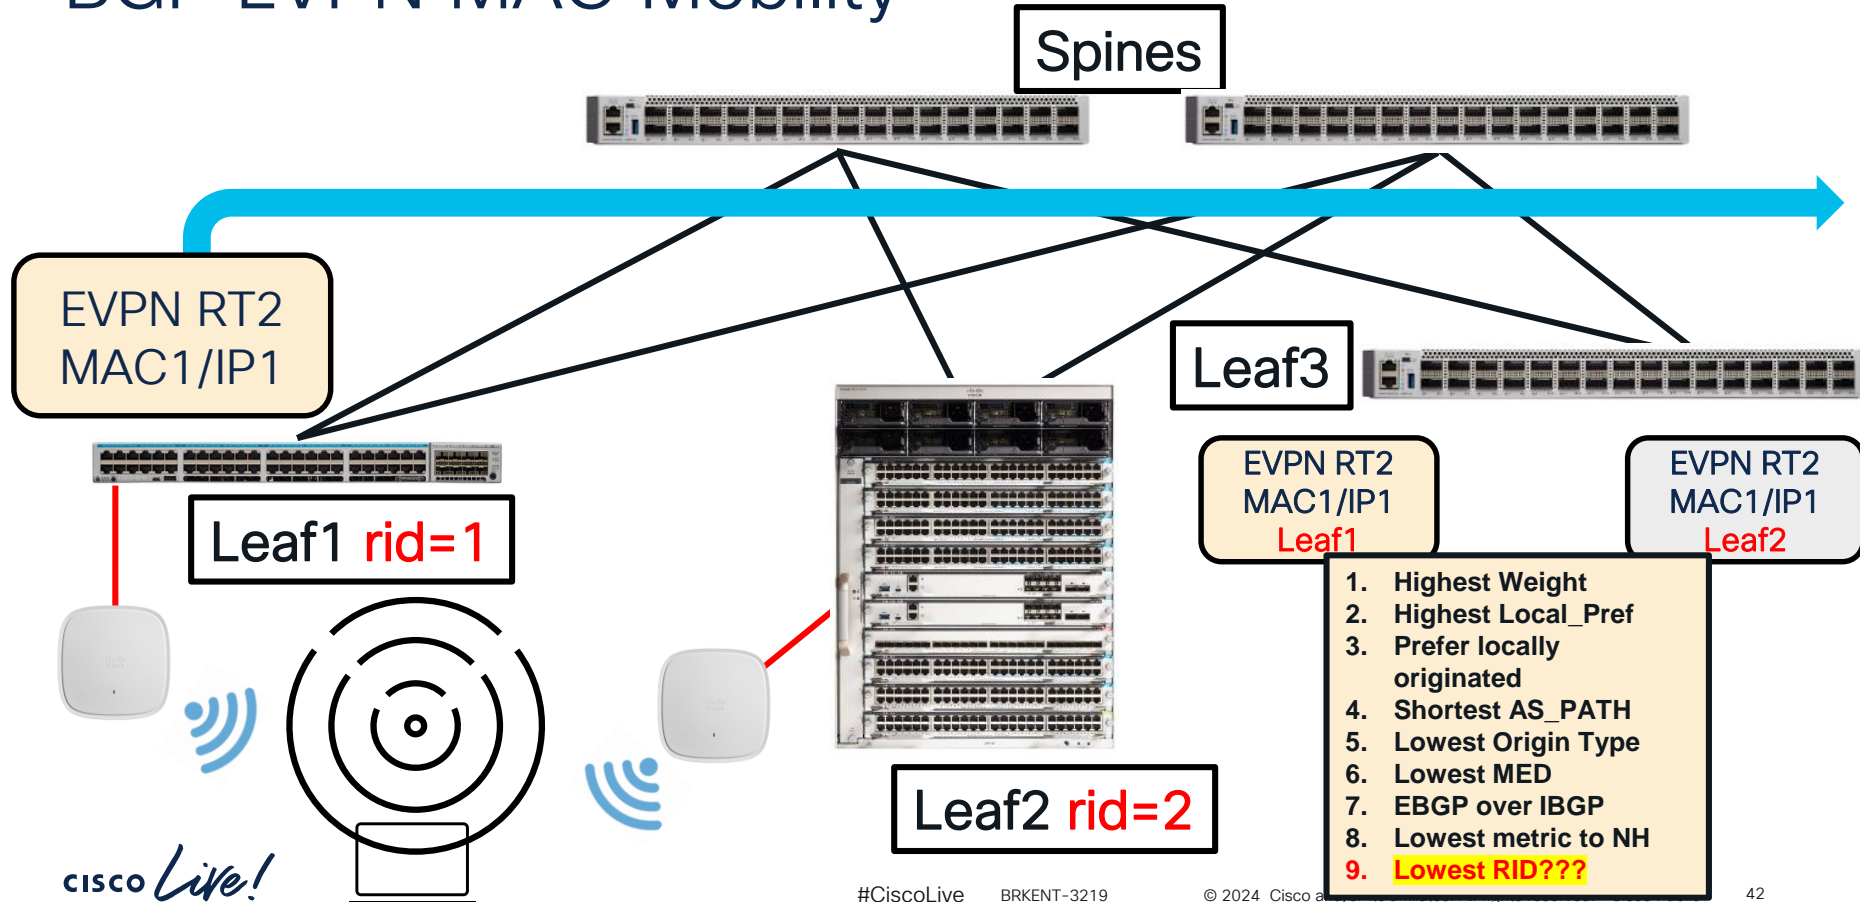 BGP EVPN MAC Mobility
Spines
EVPN RT2
MAC1/IP1
Leaf3
EVPN RT2
MAC1/IP1
Leaf1
EVPN RT2
MAC1/IP1
Leaf2
Leaf1 rid=1
1. Highest Weight
2. Highest Local_Pref
3. Prefer locally
originated
4. Shortest AS_PATH
5. Lowest Origin Type
6. Lowest MED
7. EBGP over IBGP
8. Lowest metric to NH
9. Lowest RID???
Leaf2 rid=2
CISCO Live!
#CiscoLive BRKENT-3219 © 2024 Cisco 42